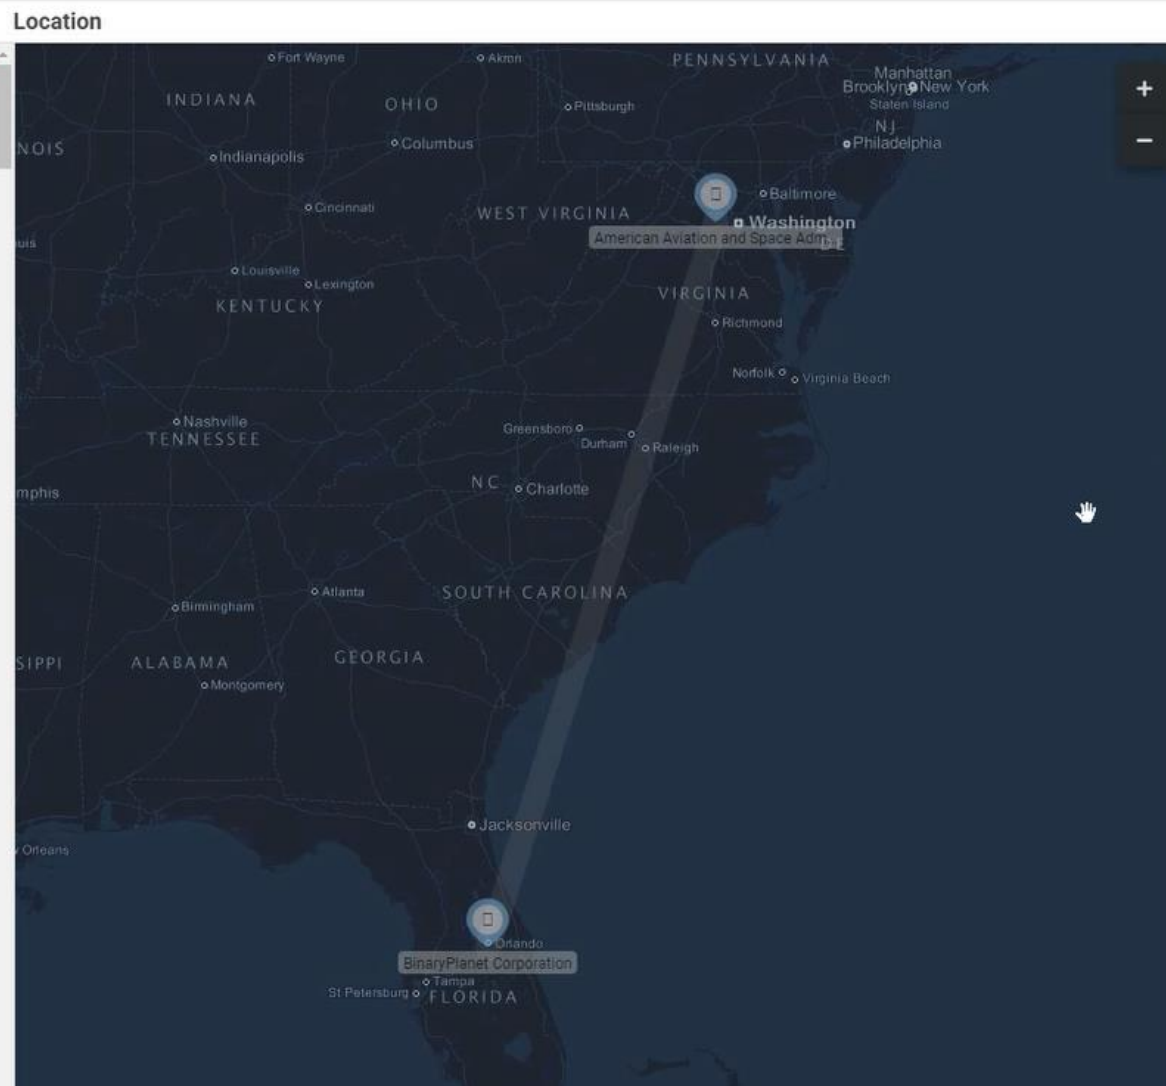 Location
Fort Wayne
Akron
PENNSYLVANIA
Manhattan
Brooklyn New York
Staten Island
INDIANA
OHIO
Pittsburgh
NJ
Philadelphia
NOIS
Columbus
Indianapolis
+
−
Baltimore
Cincinnati
WEST VIRGINIA
Washington
American Aviation and Space Adm
DE
uis
Louisville
Lexington
KENTUCKY
VIRGINIA
Richmond
Norfolk
Virginia Beach
Nashville
TENNESSEE
Greensboro
Durham
Raleigh
NC
Charlotte
mphis
Atlanta
SOUTH CAROLINA
Birmingham
SIPPI
ALABAMA
GEORGIA
Montgomery
Jacksonville
Orleans
Orlando
BinaryPlanet Corporation
Tampa
St Petersburg
FLORIDA